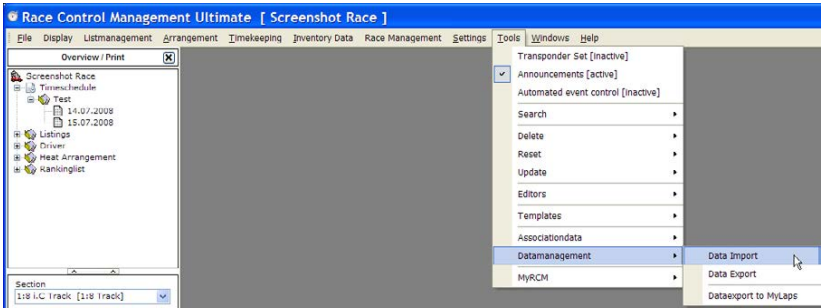 Race Control Management Ultimate [ Screenshot Race ]
File Display Listmanagement Arrangement Timekeeping Inventory Data Race Management Settings Tools Windows Help
Overview / Print
Screenshot Race
Timeschedule
Test
14.07.2008
15.07.2008
Listings
Driver
Heat Arrangement
Rankinglist
Section
1:8 I.C Track [1:8 Track]
Transponder Set [inactive]
Announcements [active]
Automated event control [inactive]
Search
Delete
Reset
Update
Editors
Templates
Associationdata
Datamanagement
MyRCM
Data Import
Data Export
Dataexport to MyLaps